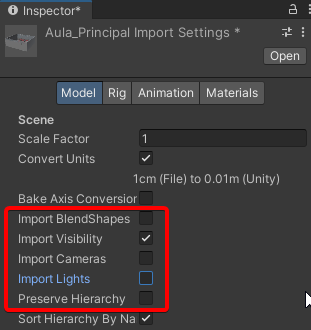 Inspector*
Aula_Principal Import Settings *
Open
Model Rig Animation Materials
Scene
Scale Factor 1
Convert Units
1cm (File) to 0.01m (Unity)
Bake Axis Conversion
Import BlendShapes
Import Visibility
Import Cameras
Import Lights
Preserve Hierarchy
Sort Hierarchy By Na